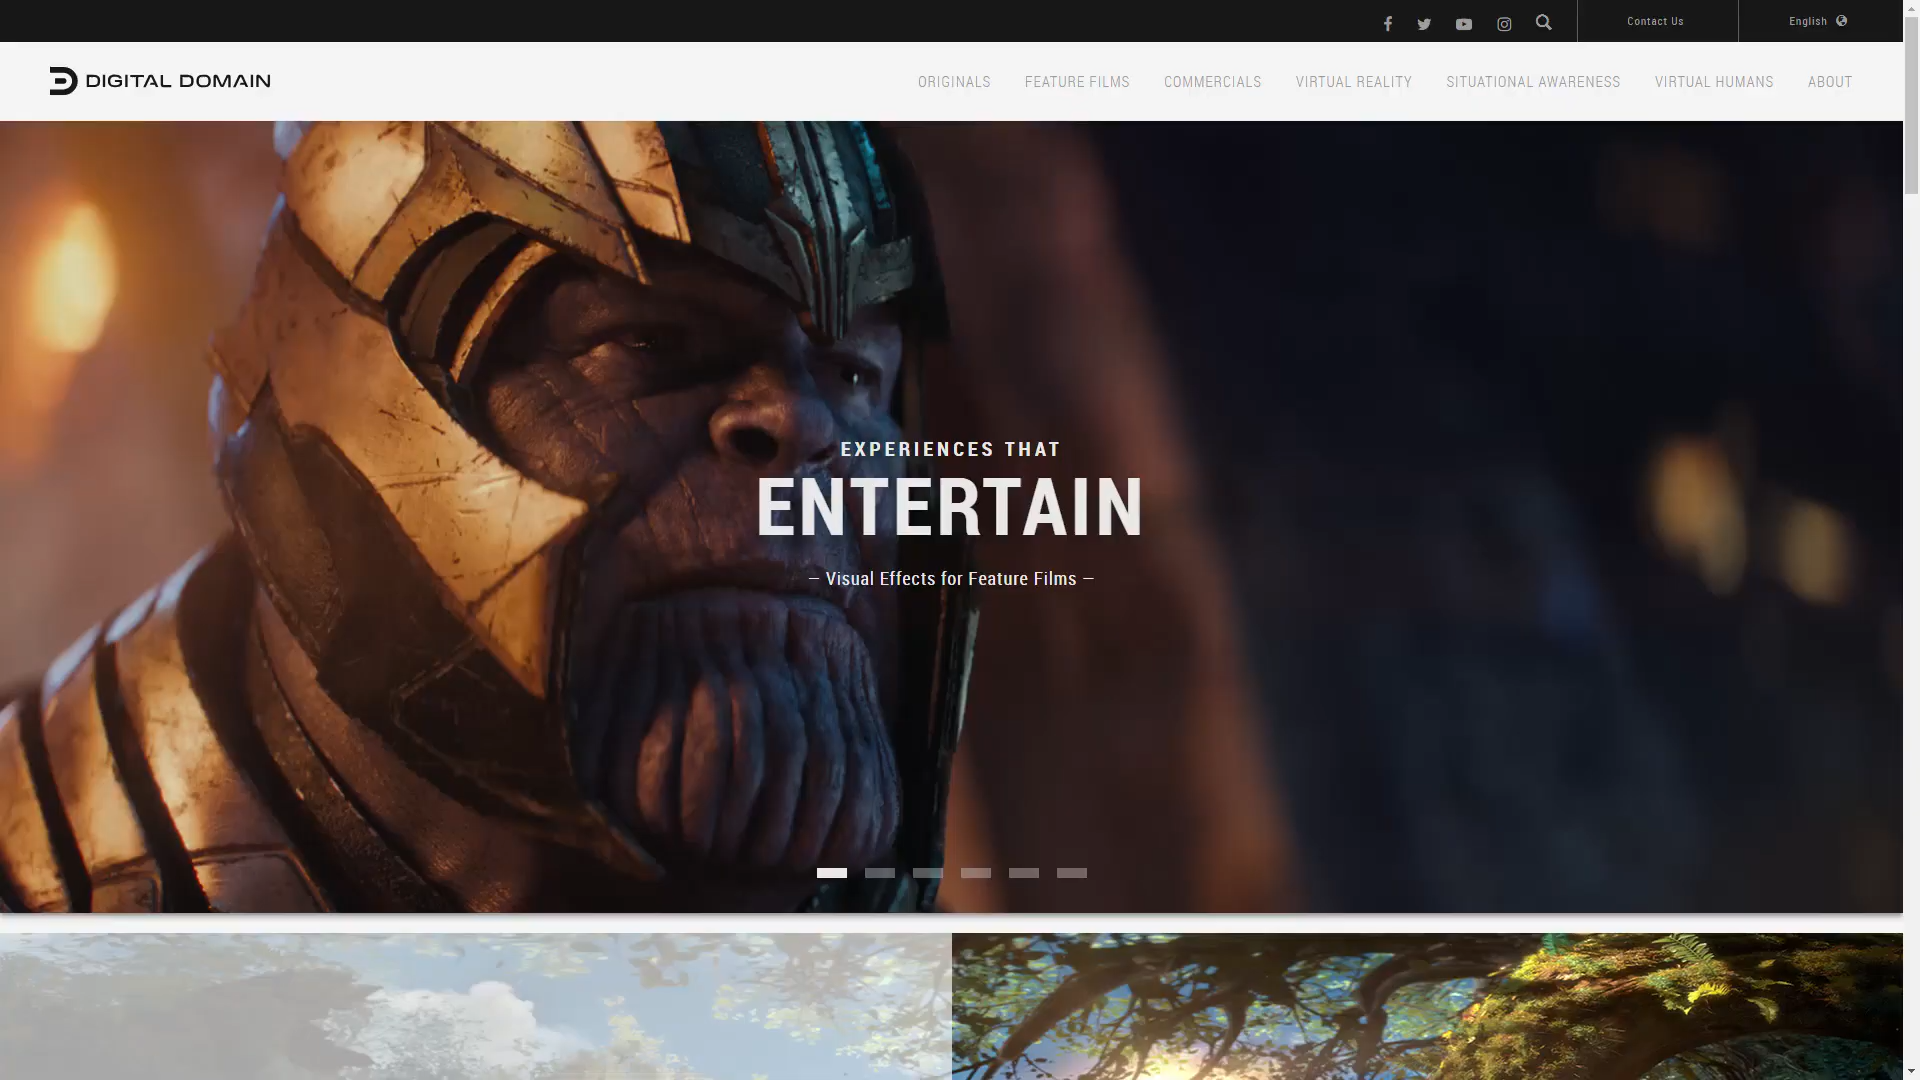 Contact Us
English
DIGITAL DOMAIN
ORIGINALS
FEATURE FILMS
COMMERCIALS
VIRTUAL REALITY
SITUATIONAL AWARENESS
VIRTUAL HUMANS
ABOUT
EXPERIENCES THAT
ENTERTAIN
— Visual Effects for Feature Films —